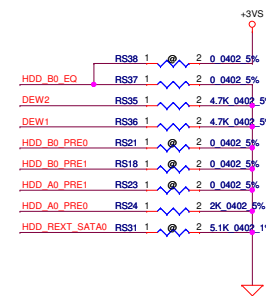 +3VS
RS38 1 @ 2 0_0402_5%
HDD_B0_EQ RS37 1 2 0_0402_5%
DEW2 RS35 1 2 4.7K_0402_5%
DEW1 RS36 1 2 4.7K_0402_5%
HDD_B0_PRE0 RS21 1 @ 2 0_0402_5%
HDD_B0_PRE1 RS18 1 @ 2 0_0402_5%
HDD_A0_PRE1 RS23 1 @ 2 0_0402_5%
HDD_A0_PRE0 RS24 1 2 2K_0402_5%
HDD_REXT_SATA0 RS31 1 @ 2 5.1K_0402_1%